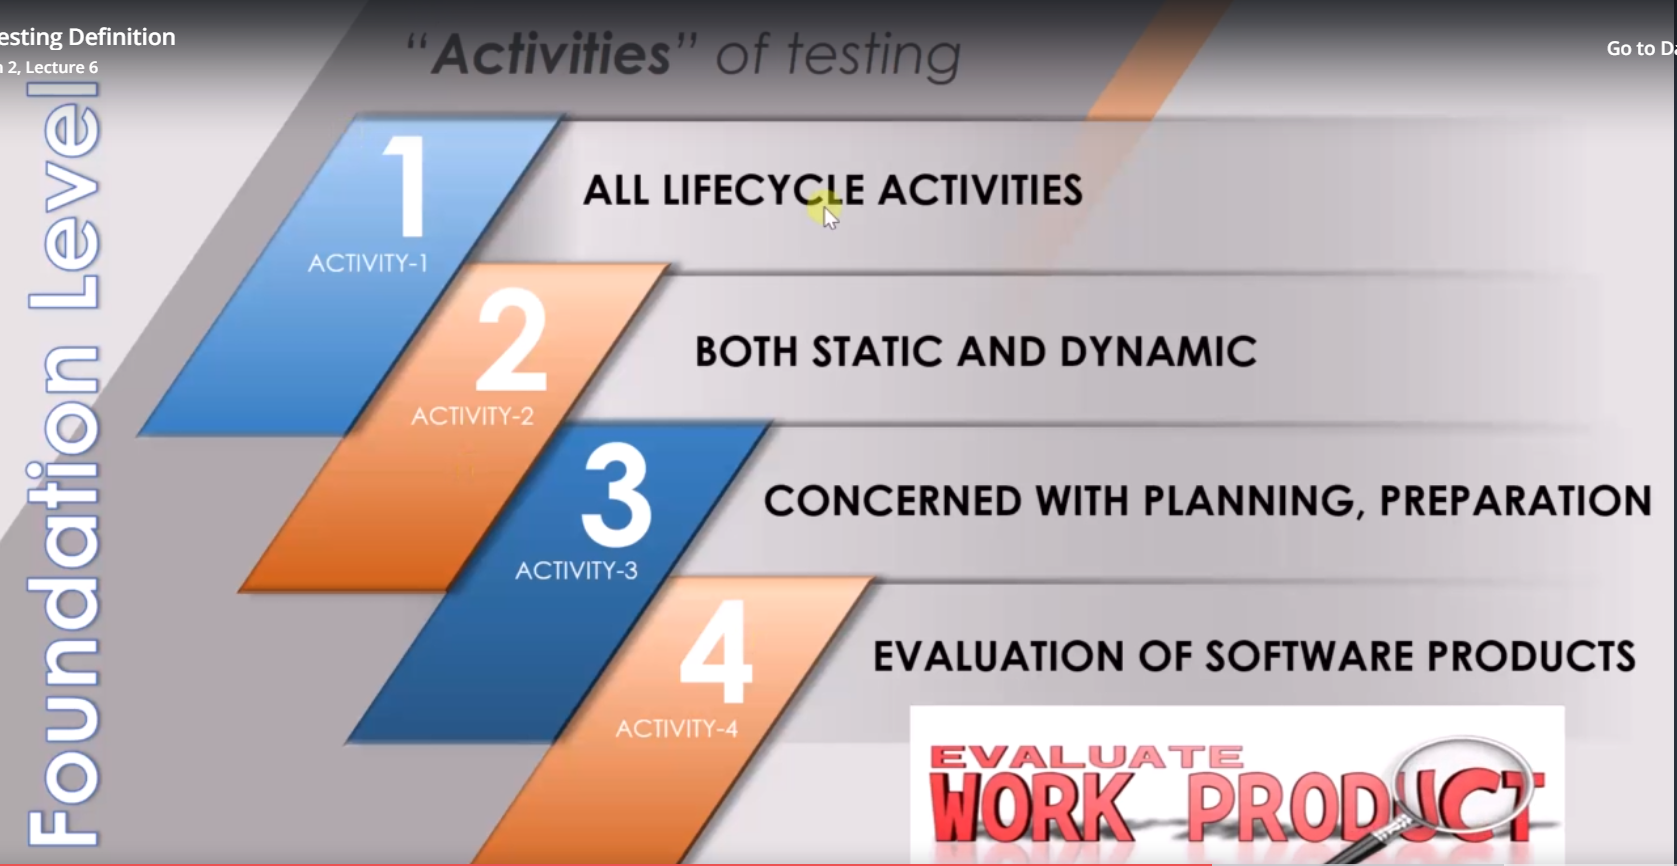 esting Definition
2, Lecture 6
Go to Da
“Activities” of testing
Foundation Level
1
ACTIVITY-1
ALL LIFECYCLE ACTIVITIES
2
ACTIVITY-2
BOTH STATIC AND DYNAMIC
3
ACTIVITY-3
CONCERNED WITH PLANNING, PREPARATION
4
ACTIVITY-4
EVALUATION OF SOFTWARE PRODUCTS
EVALUATE
WORK PRODUCT